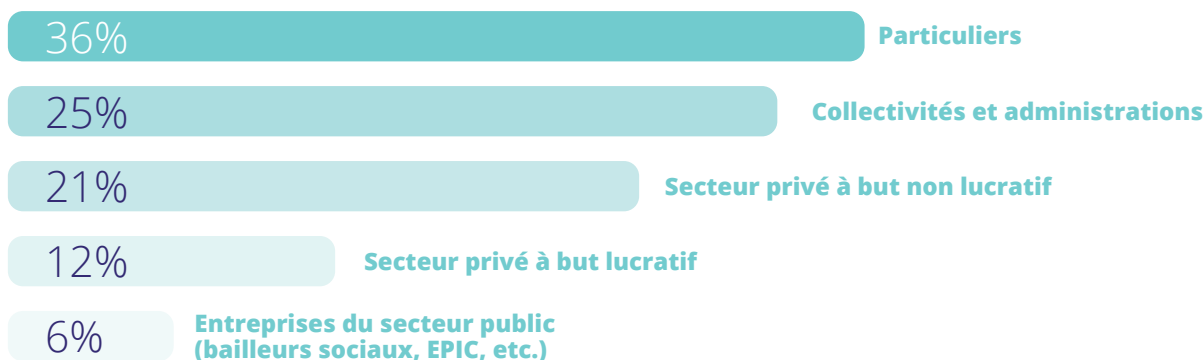 36% Particuliers
25% Collectivités et administrations
21% Secteur privé à but non lucratif
12% Secteur privé à but lucratif
6% Entreprises du secteur public
(bailleurs sociaux, EPIC, etc.)